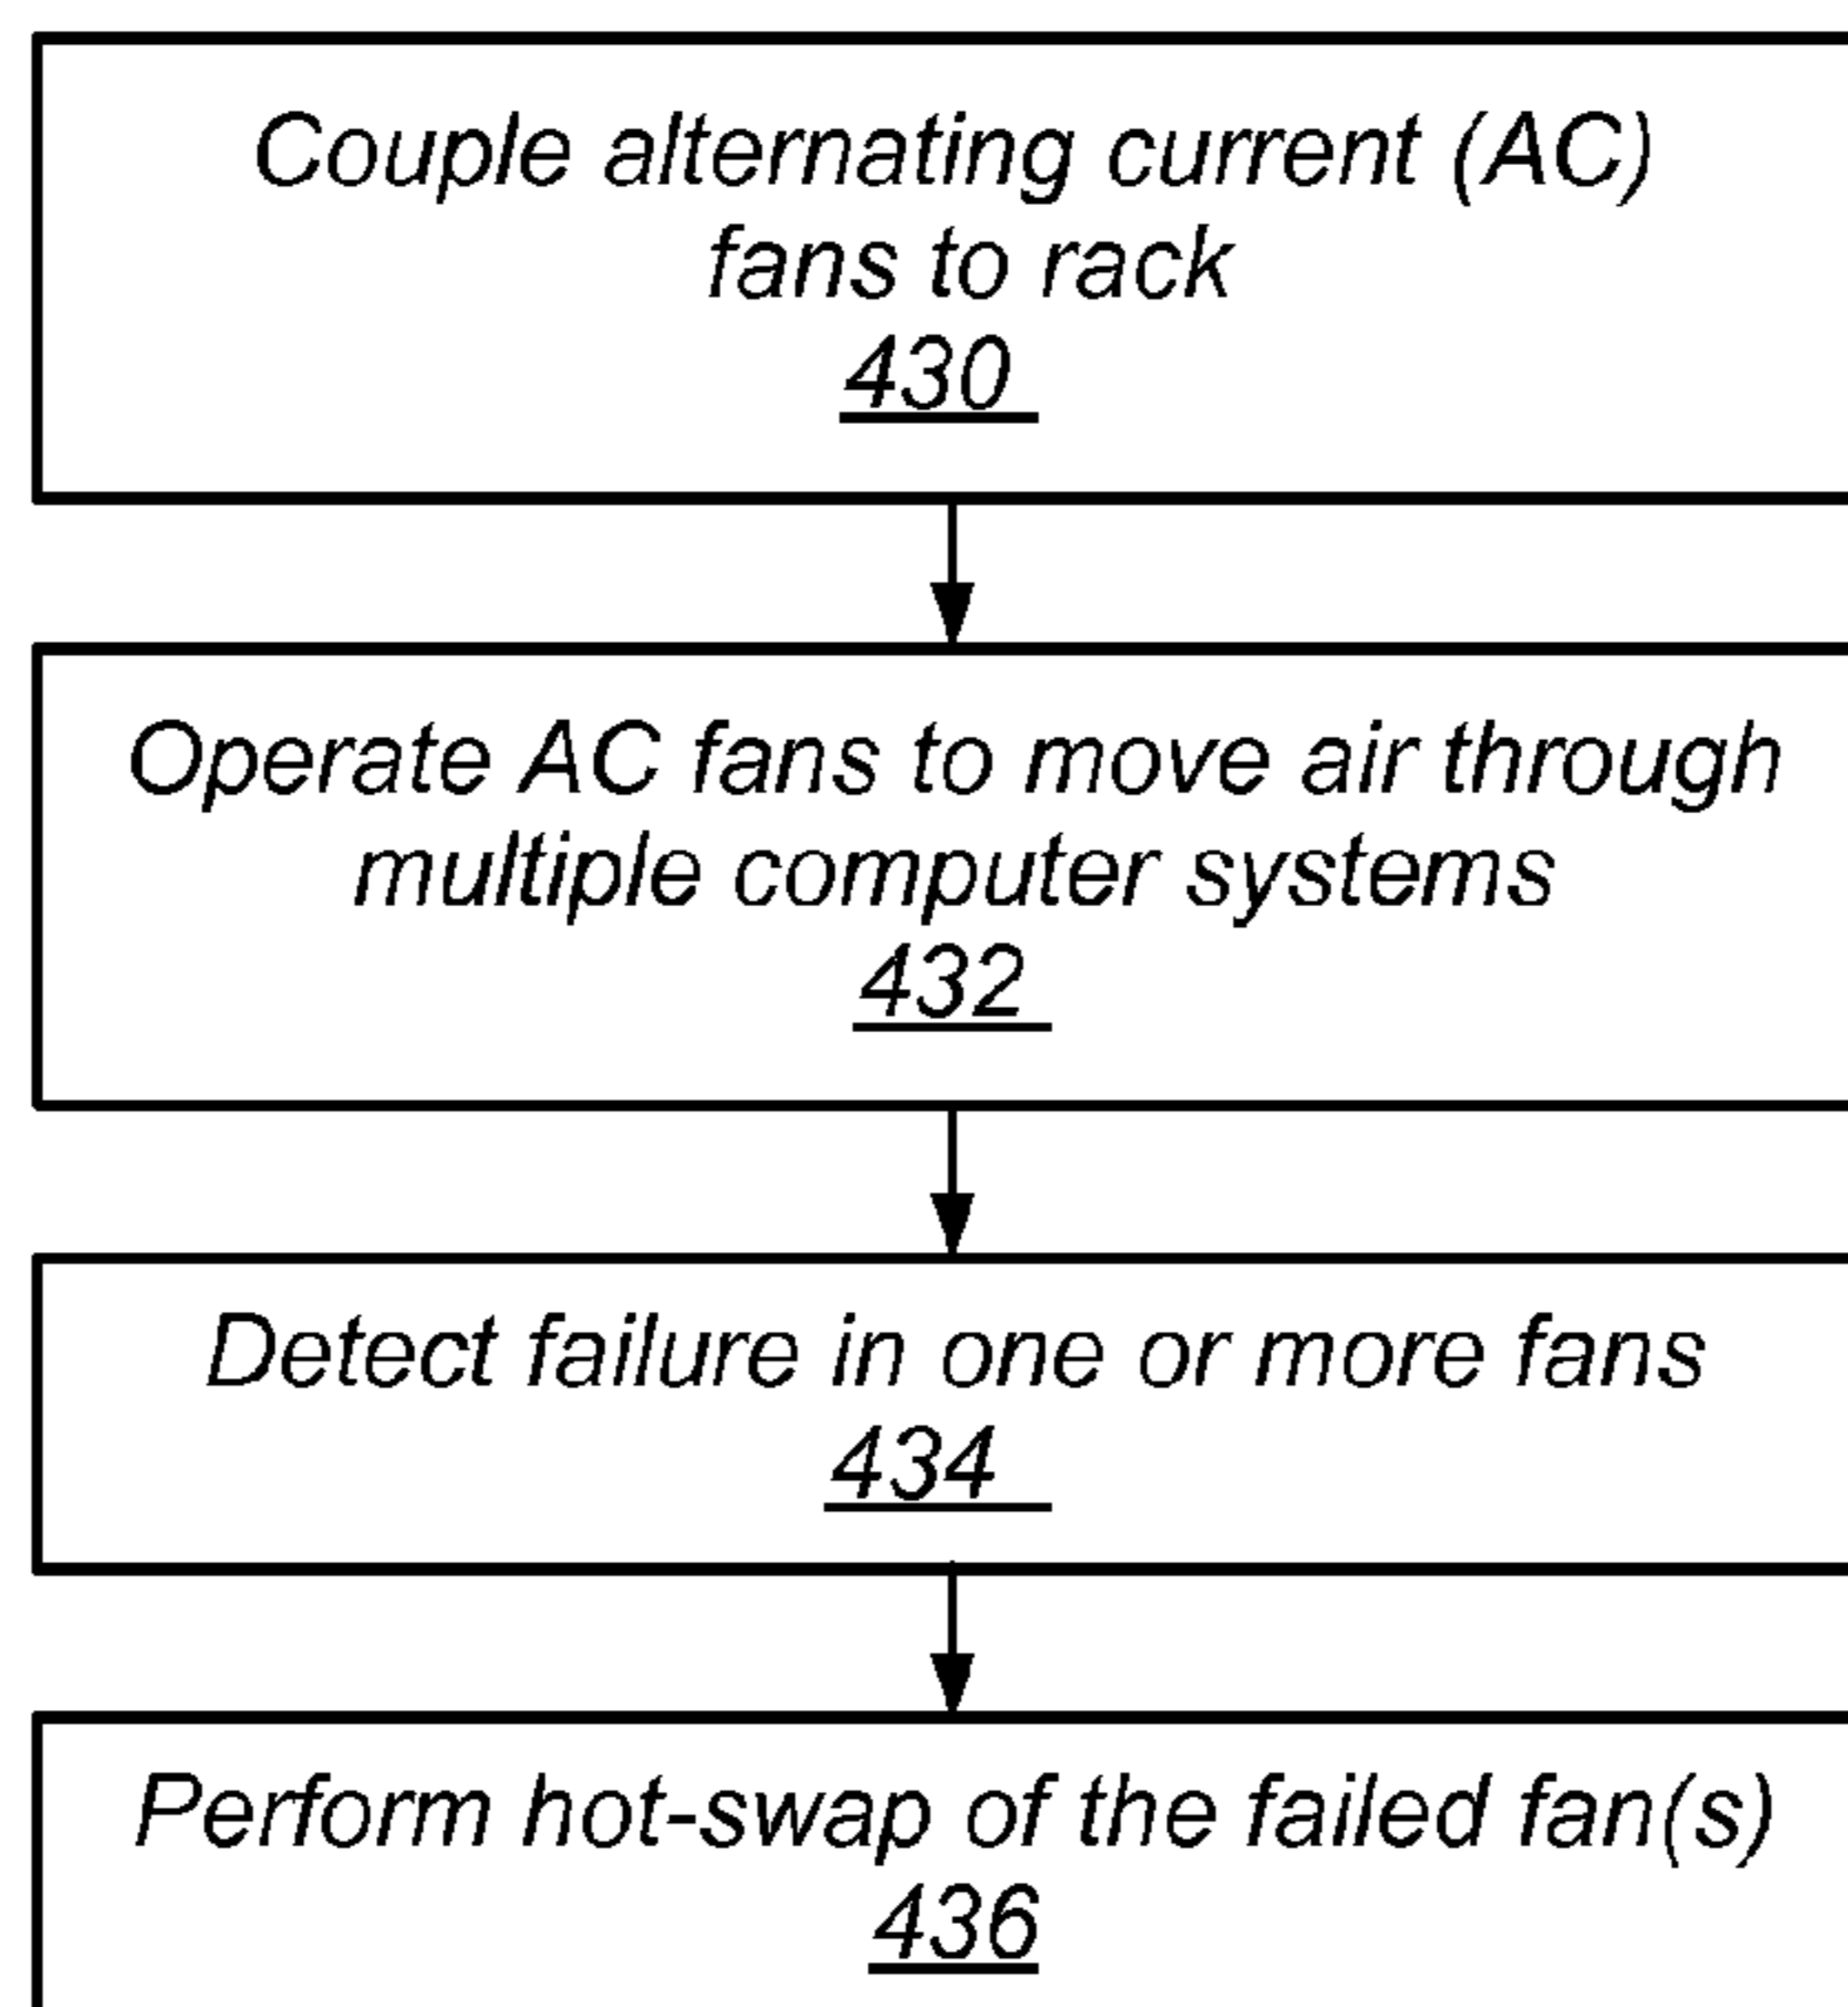 Couple alternating current (AC)
fans to rack
430
Operate AC fans to move air through
multiple computer systems
432
Detect failure in one or more fans
434
Perform hot-swap of the failed fan(s)
436